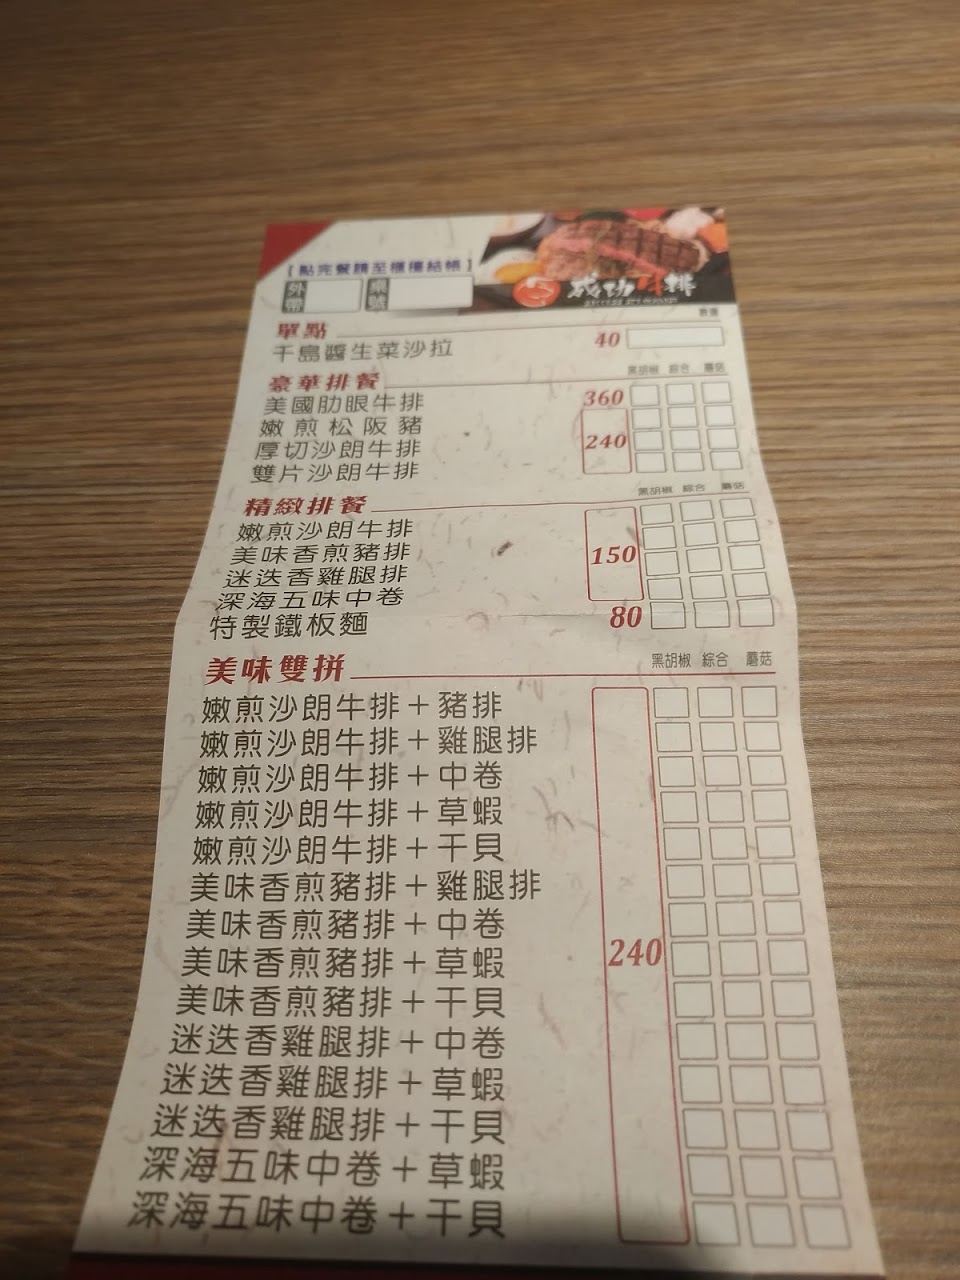 【點完餐請至櫃檯結帳】
外帶 桌號
成功牛排
數量
單點
千島醬生菜沙拉 40
豪華排餐 黑胡椒 綜合 蘑菇
美國肋眼牛排 360
嫩煎松阪豬
厚切沙朗牛排 240
雙片沙朗牛排
精緻排餐 黑胡椒 綜合 蘑菇
嫩煎沙朗牛排
美味香煎豬排 150
迷迭香雞腿排
深海五味中卷
特製鐵板麵 80
美味雙拼 黑胡椒 綜合 蘑菇
嫩煎沙朗牛排+豬排
嫩煎沙朗牛排+雞腿排
嫩煎沙朗牛排+中卷
嫩煎沙朗牛排+草蝦
嫩煎沙朗牛排+干貝
美味香煎豬排+雞腿排
美味香煎豬排+中卷
美味香煎豬排+草蝦 240
美味香煎豬排+干貝
迷迭香雞腿排+中卷
迷迭香雞腿排+草蝦
迷迭香雞腿排+干貝
深海五味中卷+草蝦
深海五味中卷+干貝